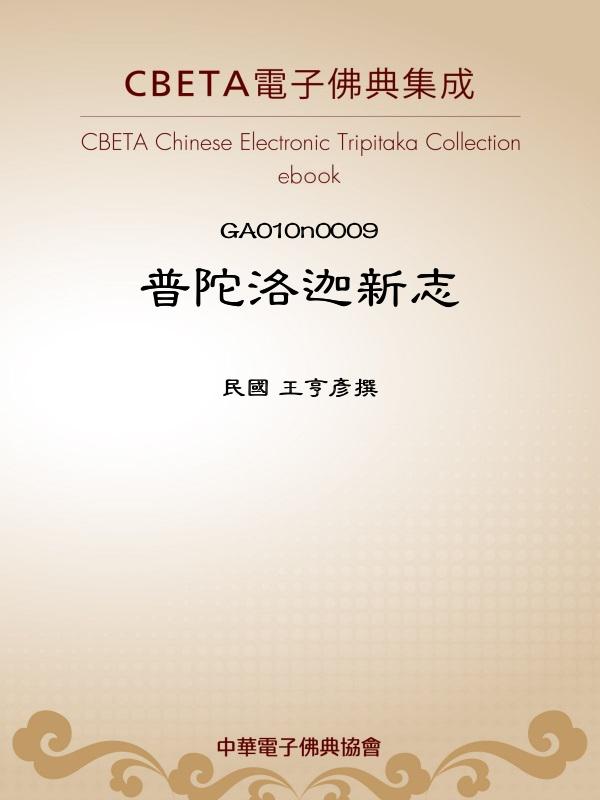 CBETA電子佛典集成
CBETA Chinese Electronic Tripitaka Collection
ebook
GA010n0009
普陀洛迦新志
民國 王亨彥撰
中華電子佛典協會